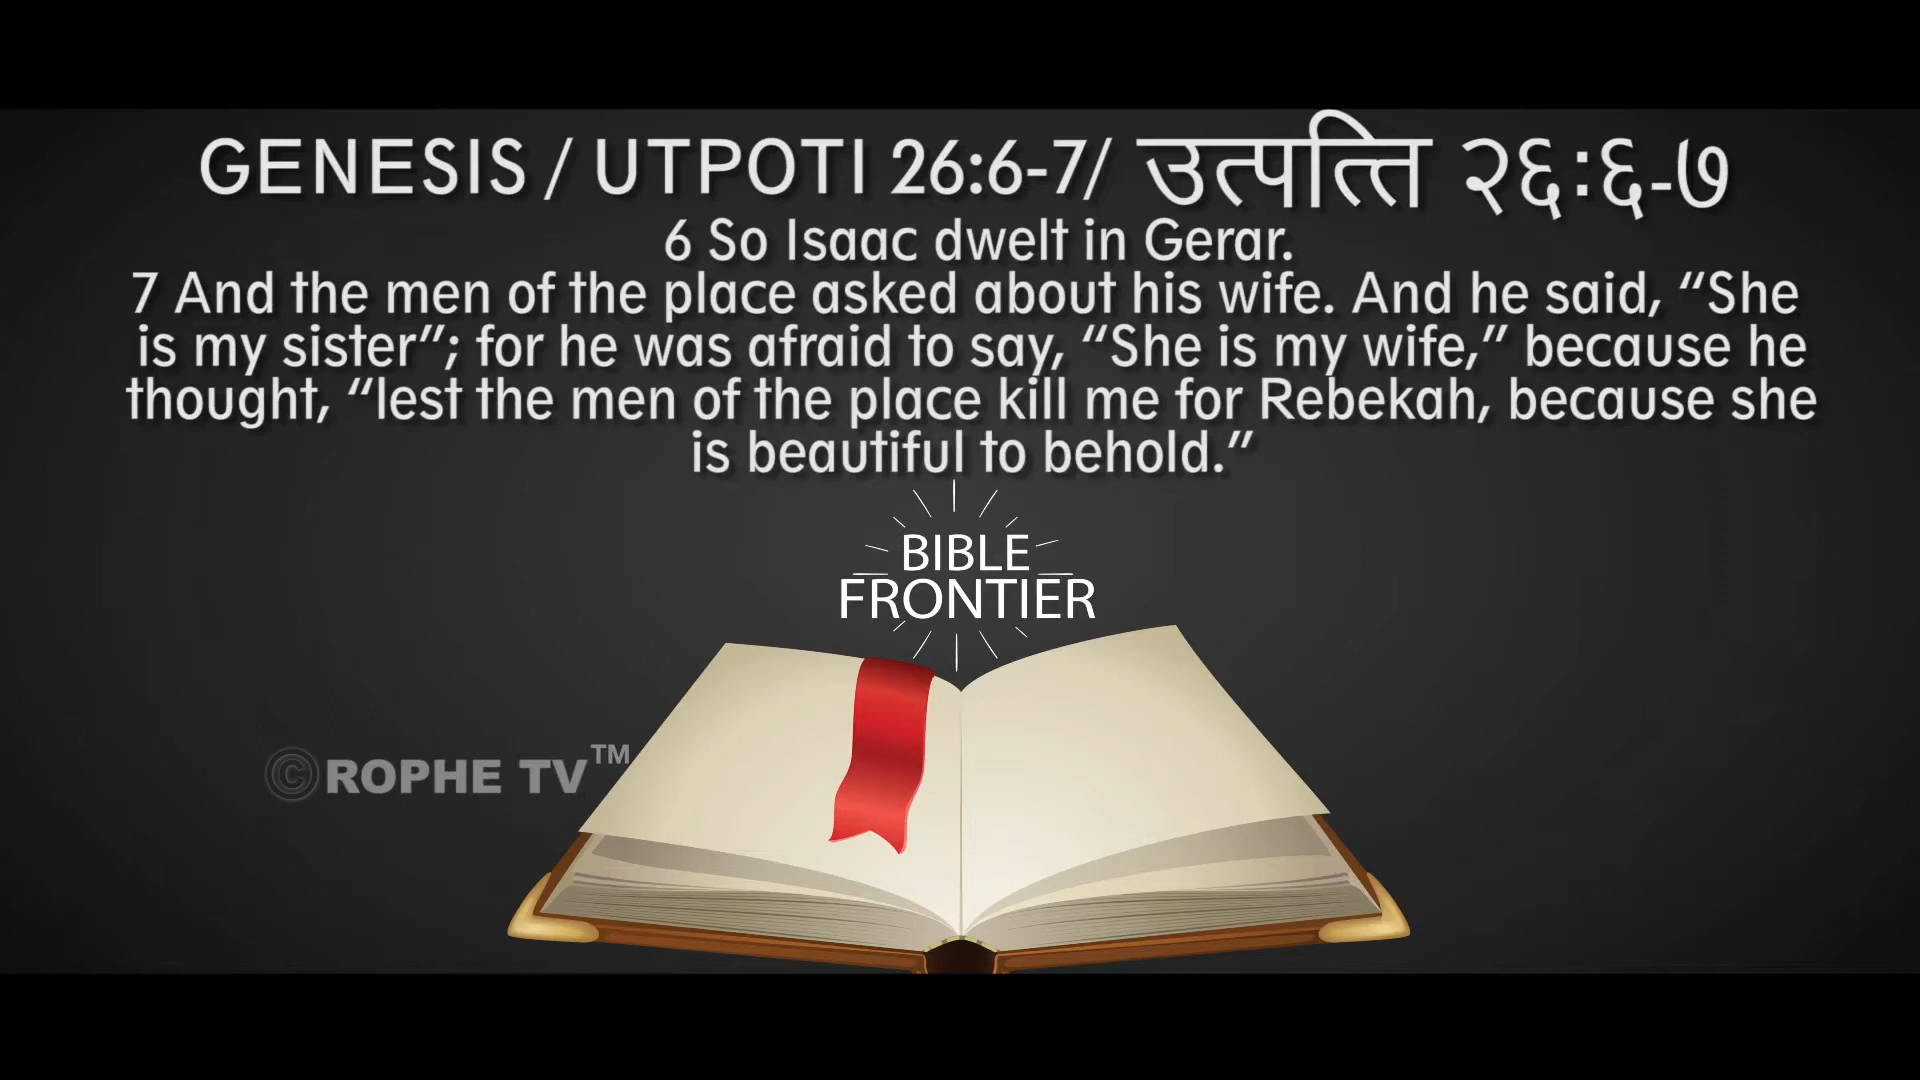 GENESIS / UTPOTI 26:6-7/ उत्पत्ति २६:६-७
6 So Isaac dwelt in Gerar.
7 And the men of the place asked about his wife. And he said, “She
is my sister”; for he was afraid to say, “She is my wife,” because he
thought, “lest the men of the place kill me for Rebekah, because she
is beautiful to behold.”
BIBLE
FRONTIER
©ROPHE TV™